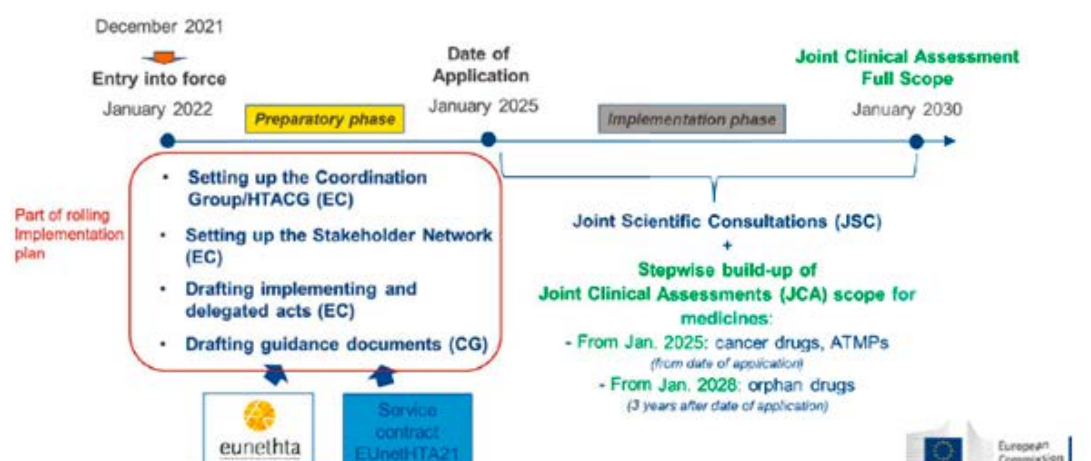 December 2021
Entry into force
January 2022
Preparatory phase
Date of
Application
January 2025
Implementation phase
Joint Clinical Assessment
Full Scope
January 2030
Part of rolling
Implementation
plan
• Setting up the Coordination
Group/HTACG (EC)
• Setting up the Stakeholder Network
(EC)
• Drafting implementing and
delegated acts (EC)
• Drafting guidance documents (CG)
eunethta
Service
contract
EUnetHTA21
Joint Scientific Consultations (JSC)
+
Stepwise build-up of
Joint Clinical Assessments (JCA) scope for
medicines:
- From Jan. 2025: cancer drugs, ATMPs
(from date of application)
- From Jan. 2028: orphan drugs
(3 years after date of application)
European
Commission